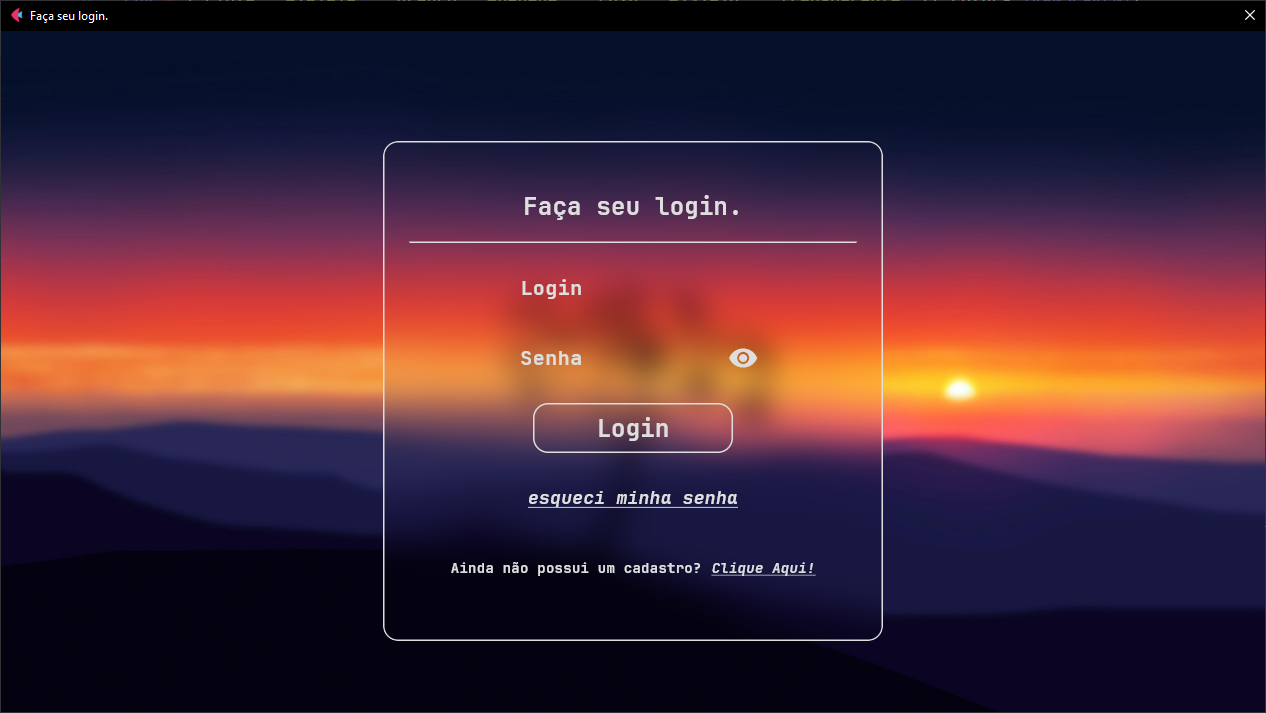 Faça seu login.
Faça seu login.
Login
Senha
Login
esqueci minha senha
Ainda não possui um cadastro? Clique Aqui!